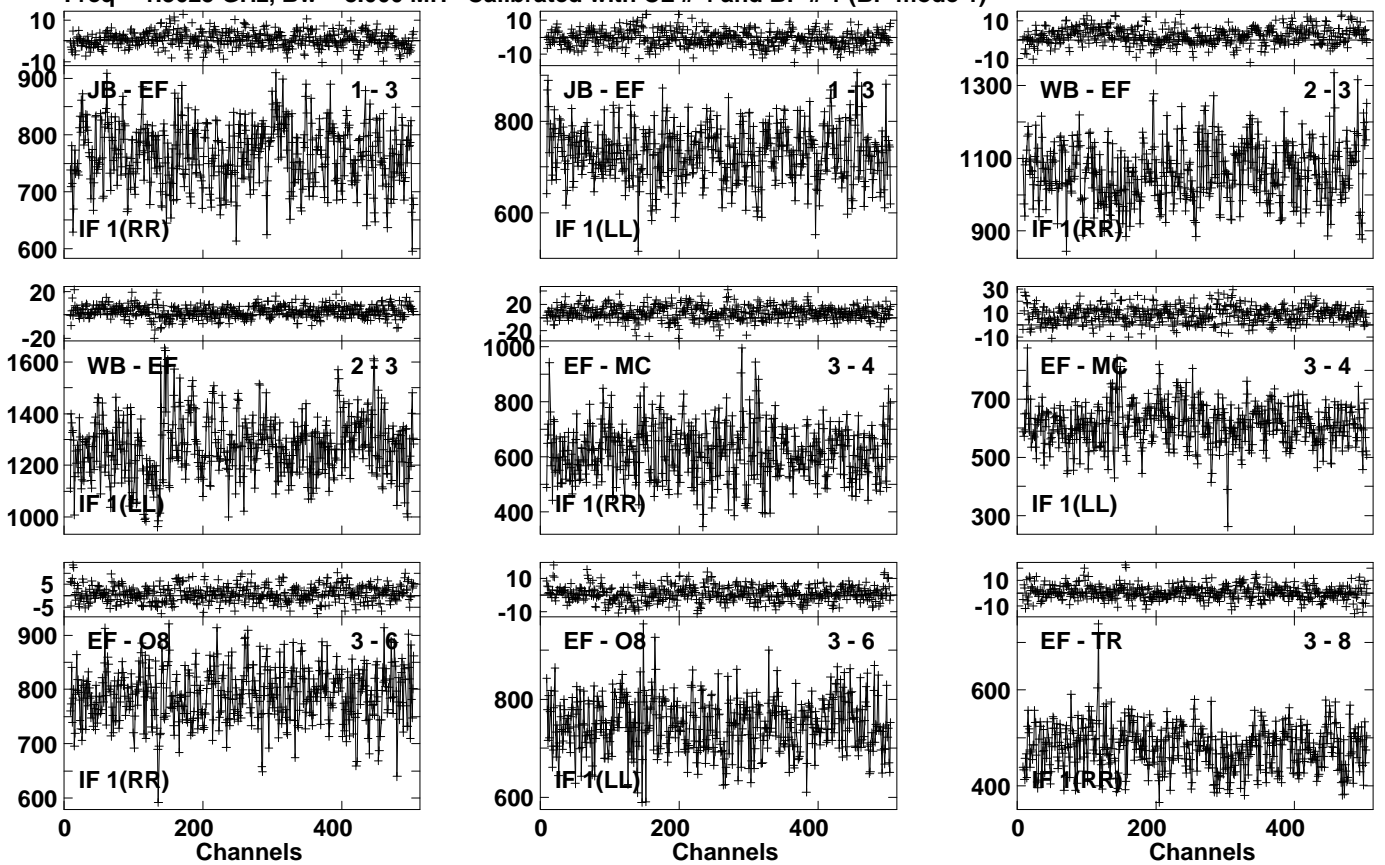 10
-10
900
800
700
600
JB - EF 1 - 3
IF 1(RR)
10
-10
800
600
JB - EF 1 - 3
IF 1(LL)
10
-10
1300
1100
900
WB - EF 2 - 3
IF 1(RR)
20
-20
1600
1400
1200
1000
WB - EF 2 - 3
IF 1(LL)
20
-20
1000
800
600
400
EF - MC 3 - 4
IF 1(RR)
30
10
-10
700
500
300
EF - MC 3 - 4
IF 1(LL)
5
-5
900
800
700
600
EF - O8 3 - 6
IF 1(RR)
0 200 400
Channels
10
-10
800
600
EF - O8 3 - 6
IF 1(LL)
0 200 400
Channels
10
-10
600
400
EF - TR 3 - 8
IF 1(RR)
0 200 400
Channels